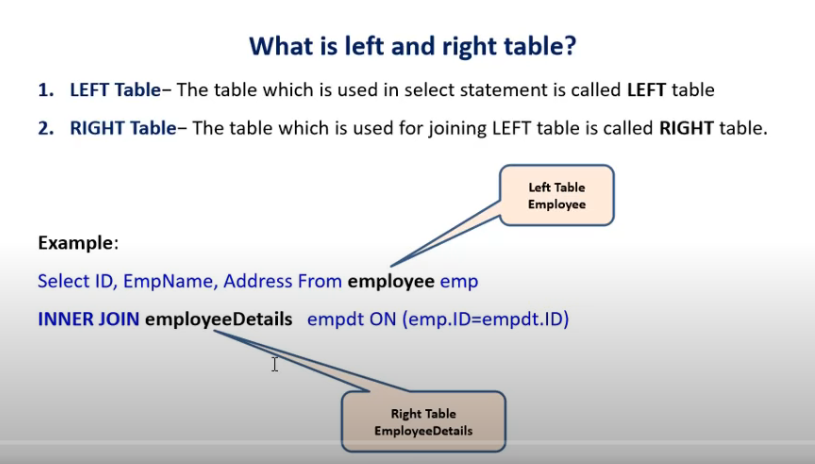 What is left and right table?
1. LEFT Table– The table which is used in select statement is called LEFT table
2. RIGHT Table– The table which is used for joining LEFT table is called RIGHT table.
Left Table
Employee
Example:
Select ID, EmpName, Address From employee emp
INNER JOIN employeeDetails empdt ON (emp.ID=empdt.ID)
Right Table
EmployeeDetails